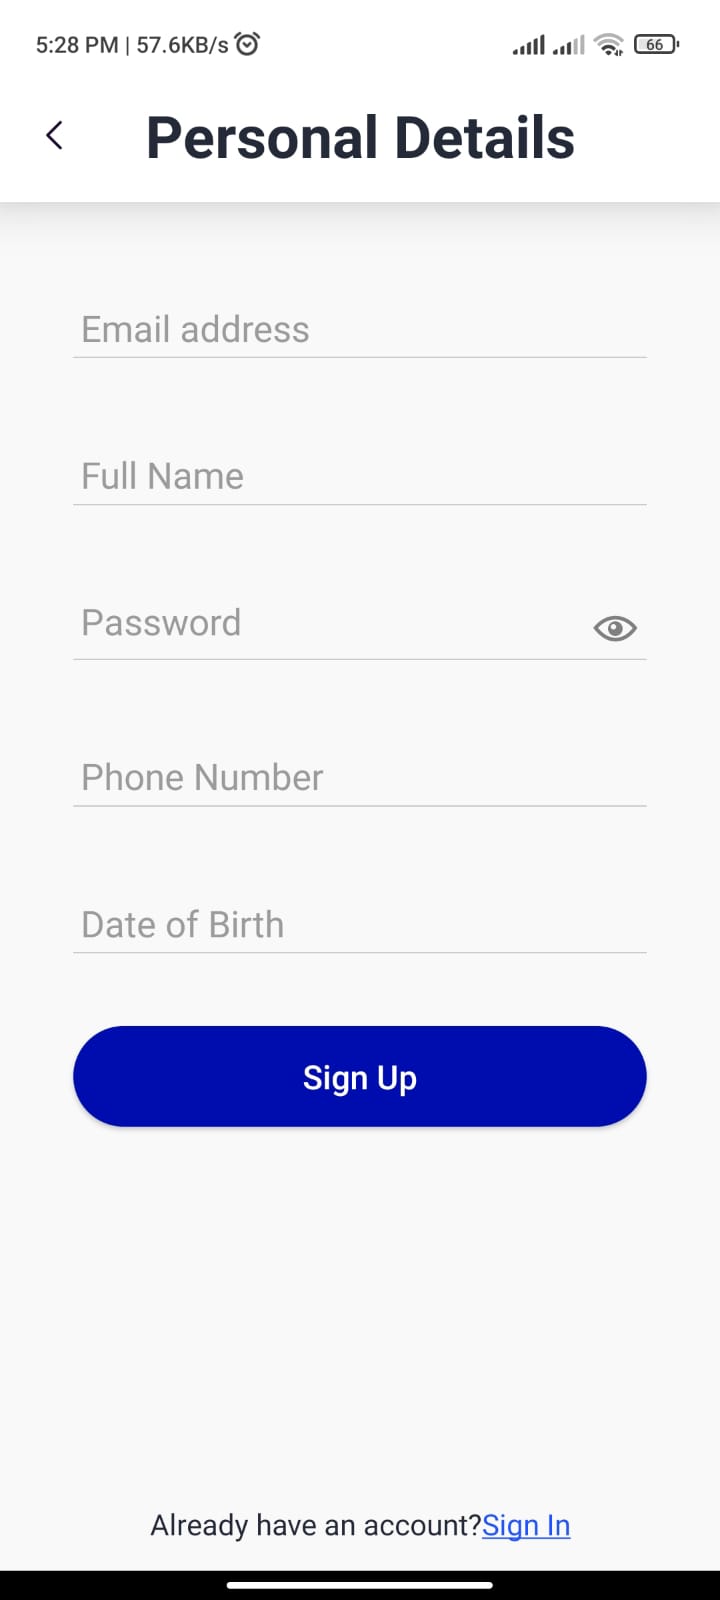 5:28 PM | 57.6KB/s 66
Personal Details
Email address
Full Name
Password
Phone Number
Date of Birth
Sign Up
Already have an account?Sign In